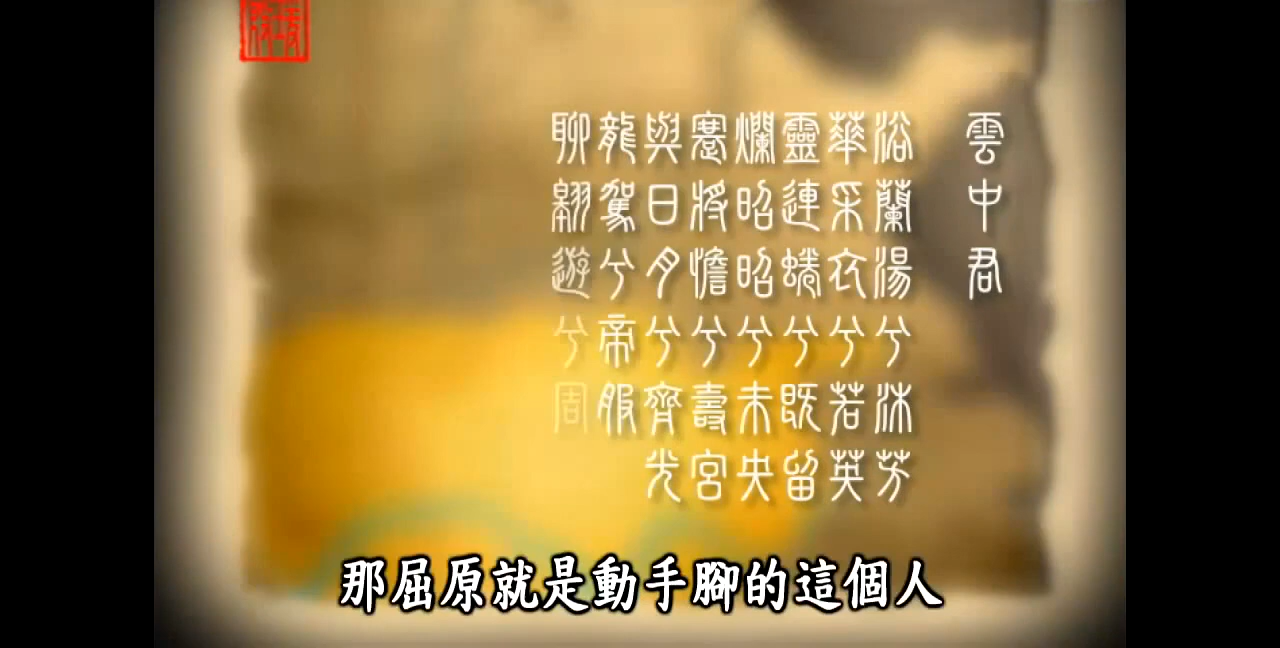 雲中君
浴蘭湯兮沐芳
華采衣兮若英
靈連蜷兮既留
爛昭昭兮未央
蹇將憺兮壽宮
與日月兮齊光
龍駕兮帝服
聊翱遊兮周
那屈原就是動手腳的這個人